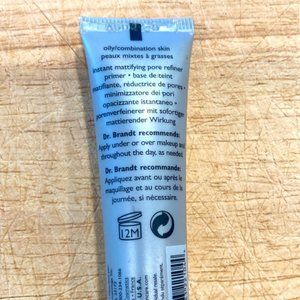 oily/combination skin
peaux mixtes à grasses
instant mattifying pore refiner
primer • base de teint
matifiante, réductrice de pores •
minimizzatore dei pori
opacizzante istantaneo •
porenverfeinerer mit sofortiger
mattierender Wirkung
Dr. Brandt recommends:
Apply under or over makeup and
throughout the day, as needed.
Dr. Brandt recommande:
Appliquez avant ou après le
maquillage et au cours de la
journée, si nécessaire.
12M
U.S.A.